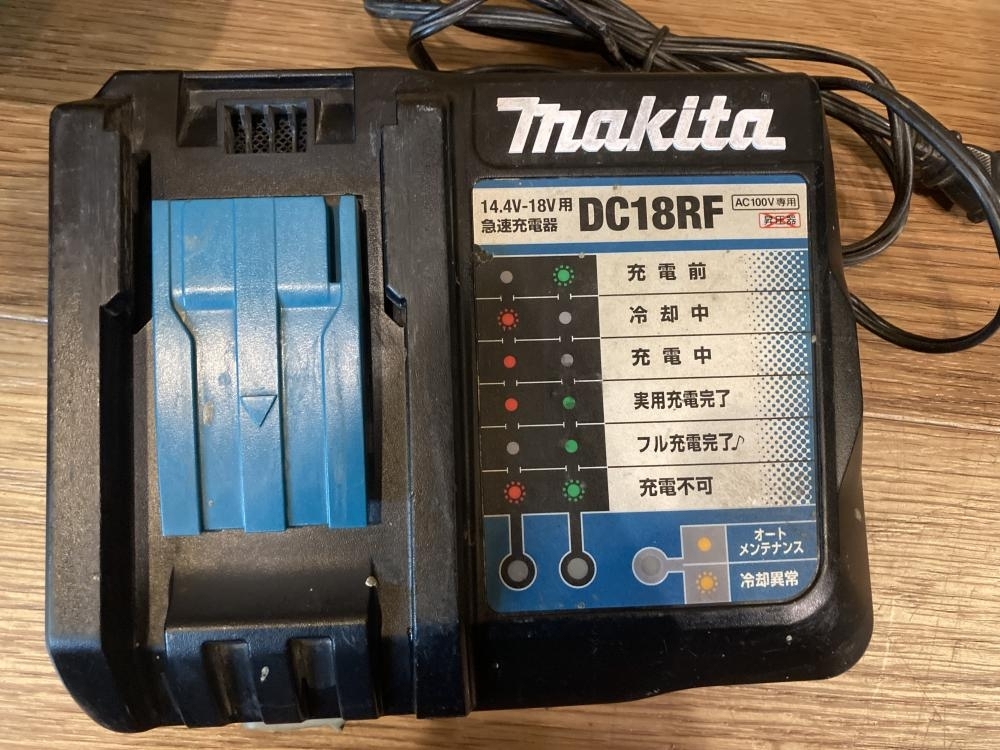 makita
14.4V-18V用
急速充電器
DC18RF
AC100V専用
昇圧器
充電前
冷却中
充電中
実用充電完了
フル充電完了♪
充電不可
オート
メンテナンス
冷却異常